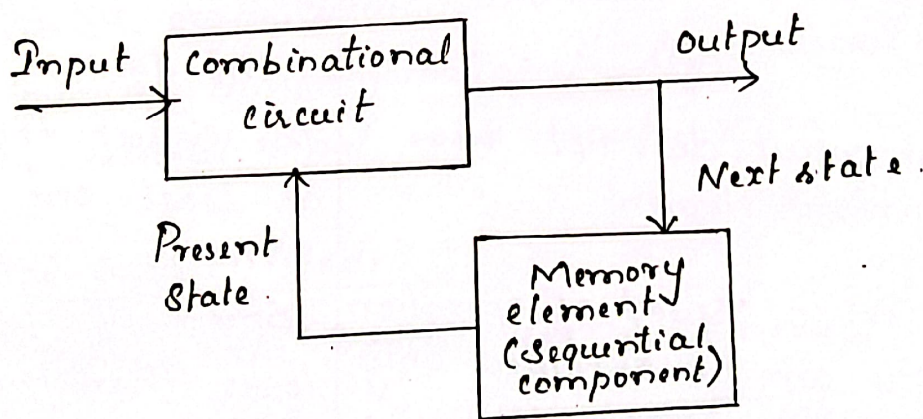 Input
combinational
circuit
output
Next state.
Present
State.
Memory
element
(sequential
component)